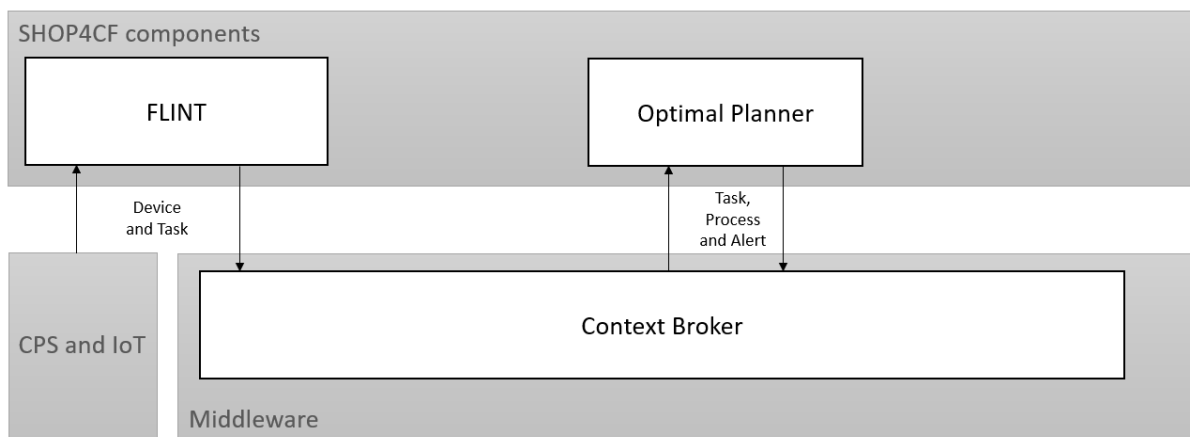 SHOP4CF components
FLINT
Optimal Planner
Device
and Task
Task,
Process
and Alert
CPS and IoT
Context Broker
Middleware